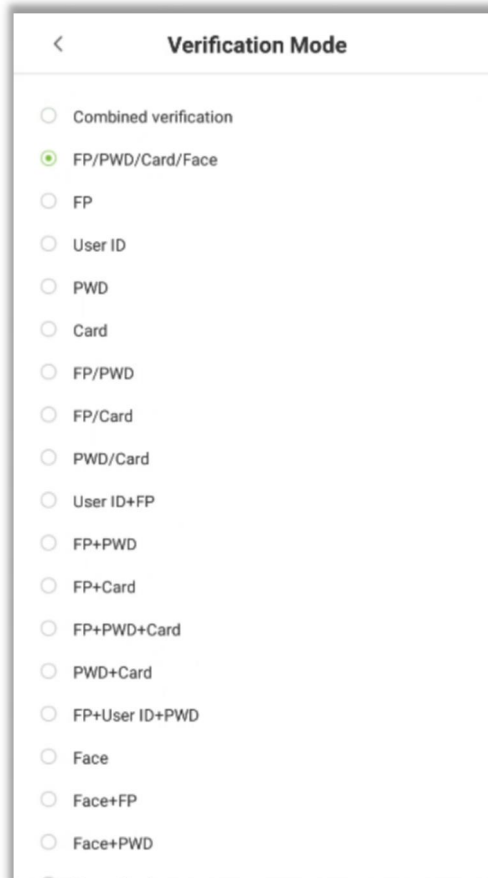 Verification Mode
Combined verification
FP/PWD/Card/Face
FP
User ID
PWD
Card
FP/PWD
FP/Card
PWD/Card
User ID+FP
FP+PWD
FP+Card
FP+PWD+Card
PWD+Card
FP+User ID+PWD
Face
Face+FP
Face+PWD